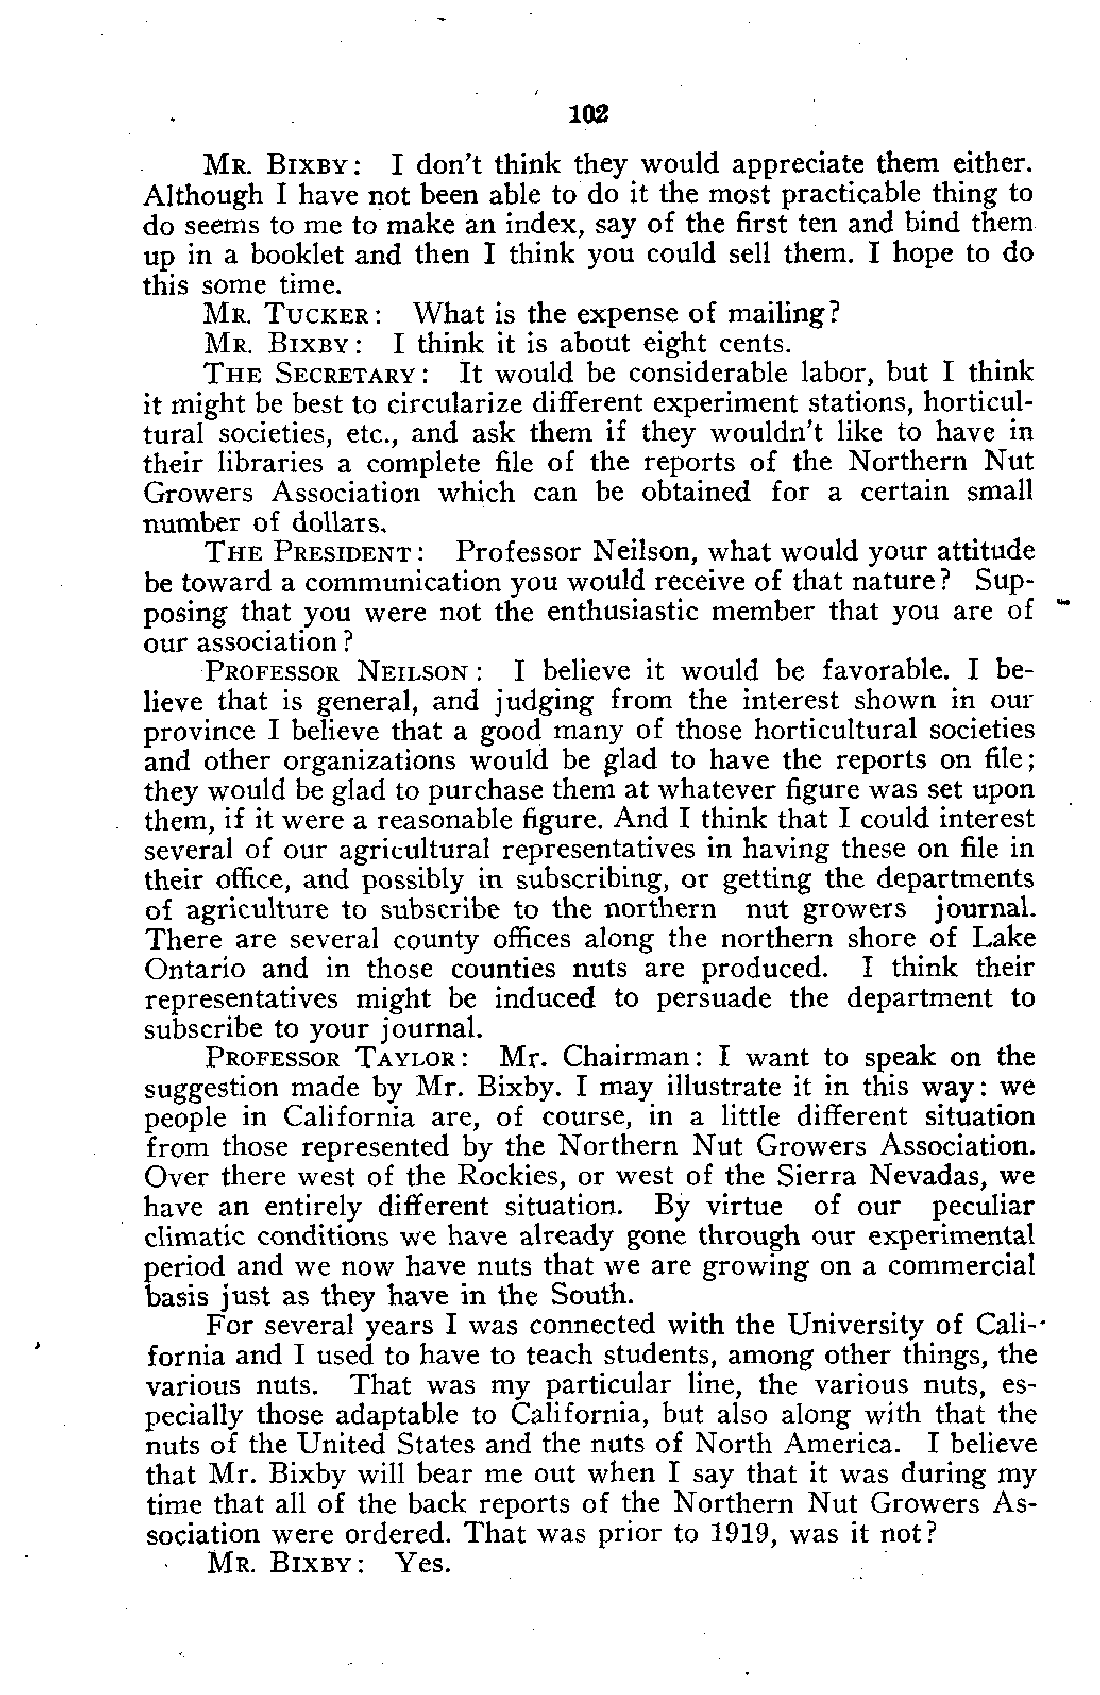 102
MR. BIXBY: I don't think they would appreciate them either.
Although I have not been able to do it the most practicable thing to
do seems to me to make an index, say of the first ten and bind them
up in a booklet and then I think you could sell them. I hope to do
this some time.
MR. TUCKER: What is the expense of mailing?
MR. BIXBY: I think it is about eight cents.
THE SECRETARY: It would be considerable labor, but I think
it might be best to circularize different experiment stations, horticul-
tural societies, etc., and ask them if they wouldn't like to have in
their libraries a complete file of the reports of the Northern Nut
Growers Association which can be obtained for a certain small
number of dollars.
THE PRESIDENT: Professor Neilson, what would your attitude
be toward a communication you would receive of that nature? Sup-
posing that you were not the enthusiastic member that you are of
our association?
PROFESSOR NEILSON: I believe it would be favorable. I be-
lieve that is general, and judging from the interest shown in our
province I believe that a good many of those horticultural societies
and other organizations would be glad to have the reports on file;
they would be glad to purchase them at whatever figure was set upon
them, if it were a reasonable figure. And I think that I could interest
several of our agricultural representatives in having these on file in
their office, and possibly in subscribing, or getting the departments
of agriculture to subscribe to the northern nut growers journal.
There are several county offices along the northern shore of Lake
Ontario and in those counties nuts are produced. I think their
representatives might be induced to persuade the department to
subscribe to your journal.
PROFESSOR TAYLOR: Mr. Chairman: I want to speak on the
suggestion made by Mr. Bixby. I may illustrate it in this way: we
people in California are, of course, in a little different situation
from those represented by the Northern Nut Growers Association.
Over there west of the Rockies, or west of the Sierra Nevadas, we
have an entirely different situation. By virtue of our peculiar
climatic conditions we have already gone through our experimental
period and we now have nuts that we are growing on a commercial
basis just as they have in the South.
For several years I was connected with the University of Cali-
fornia and I used to have to teach students, among other things, the
various nuts. That was my particular line, the various nuts, es-
pecially those adaptable to California, but also along with that the
nuts of the United States and the nuts of North America. I believe
that Mr. Bixby will bear me out when I say that it was during my
time that all of the back reports of the Northern Nut Growers As-
sociation were ordered. That was prior to 1919, was it not?
MR. BIXBY: Yes.